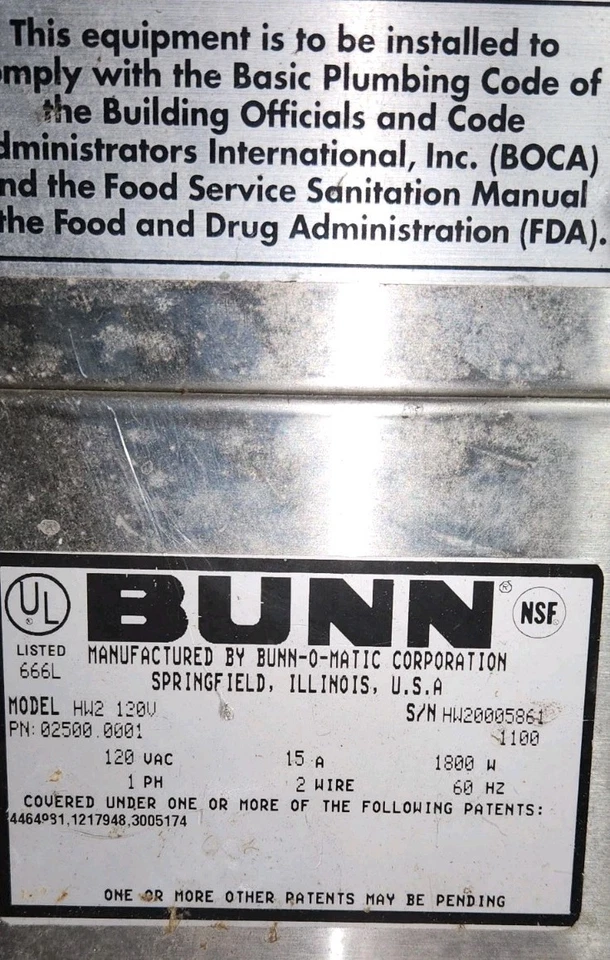 This equipment is to be installed to
omply with the Basic Plumbing Code of
the Building Officials and Code
dministrators International, Inc. (BOCA)
nd the Food Service Sanitation Manual
the Food and Drug Administration (FDA).
UL
LISTED
666L
BUNN®
NSF
MANUFACTURED BY BUNN-O-MATIC CORPORATION
SPRINGFIELD, ILLINOIS, U.S.A
MODEL HW2 120V S/N HW20005861
PN: 02500.0001 1100
120 VAC 15 A 1800 W
1 PH 2 WIRE 60 HZ
COVERED UNDER ONE OR MORE OF THE FOLLOWING PATENTS:
4464981,1217948,3005174
ONE OR MORE OTHER PATENTS MAY BE PENDING